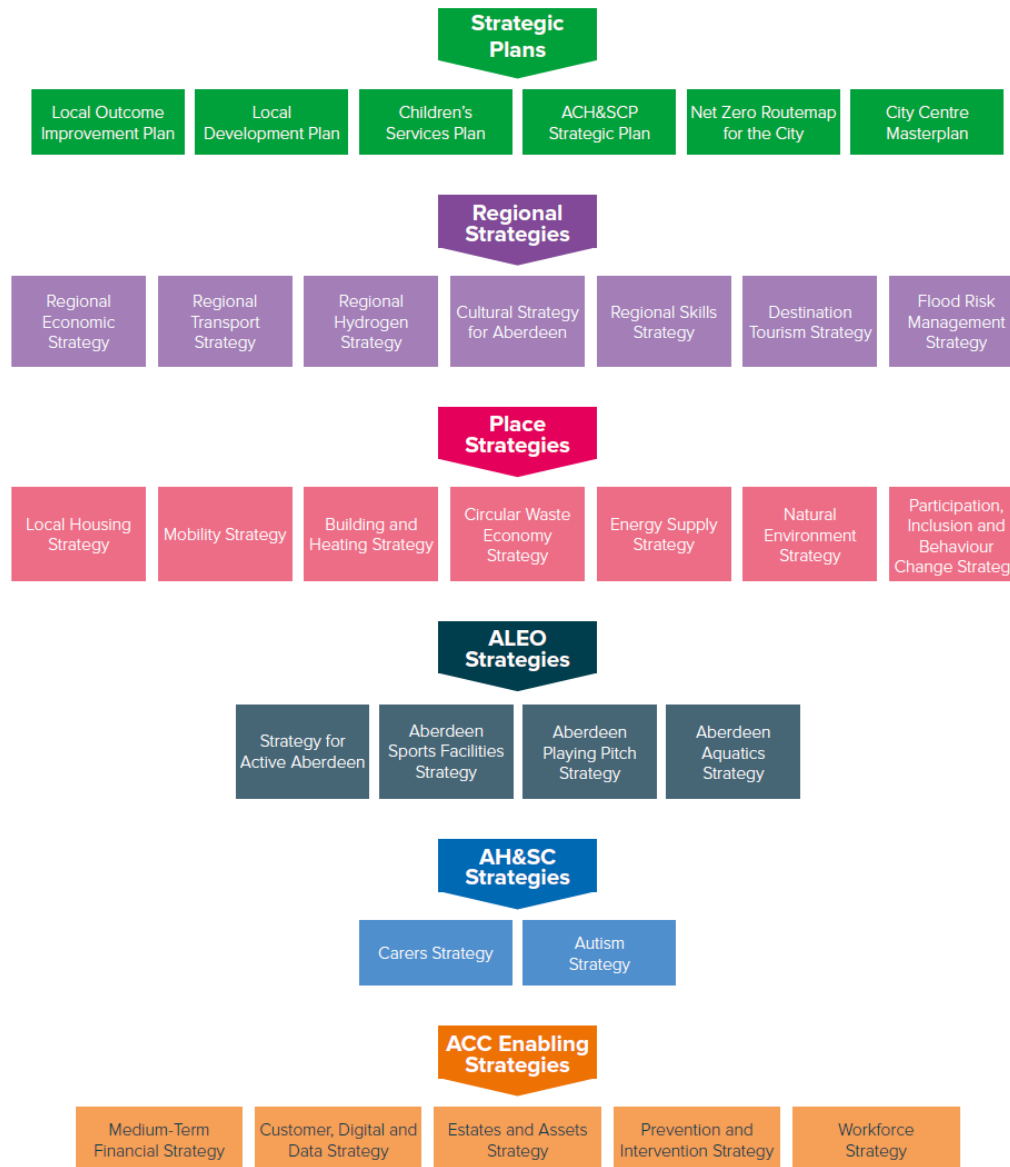 Strategic
Plans
Local Outcome
Improvement Plan
Local
Development Plan
Children's
Services Plan
ACH&SCP
Strategic Plan
Net Zero Routemap
for the City
City Centre
Masterplan
Regional
Strategies
Regional
Economic
Strategy
Regional
Transport
Strategy
Regional
Hydrogen
Strategy
Cultural Strategy
for Aberdeen
Regional Skills
Strategy
Destination
Tourism Strategy
Flood Risk
Management
Strategy
Place
Strategies
Local Housing
Strategy
Mobility Strategy
Building and
Heating Strategy
Circular Waste
Economy
Strategy
Energy Supply
Strategy
Natural
Environment
Strategy
Participation,
Inclusion and
Behaviour
Change Strateg
ALEO
Strategies
Strategy for
Active Aberdeen
Aberdeen
Sports Facilities
Strategy
Aberdeen
Playing Pitch
Strategy
Aberdeen
Aquatics
Strategy
AH&SC
Strategies
Carers Strategy
Autism
Strategy
ACC Enabling
Strategies
Medium-Term
Financial Strategy
Customer, Digital and
Data Strategy
Estates and Assets
Strategy
Prevention and
Intervention Strategy
Workforce
Strategy